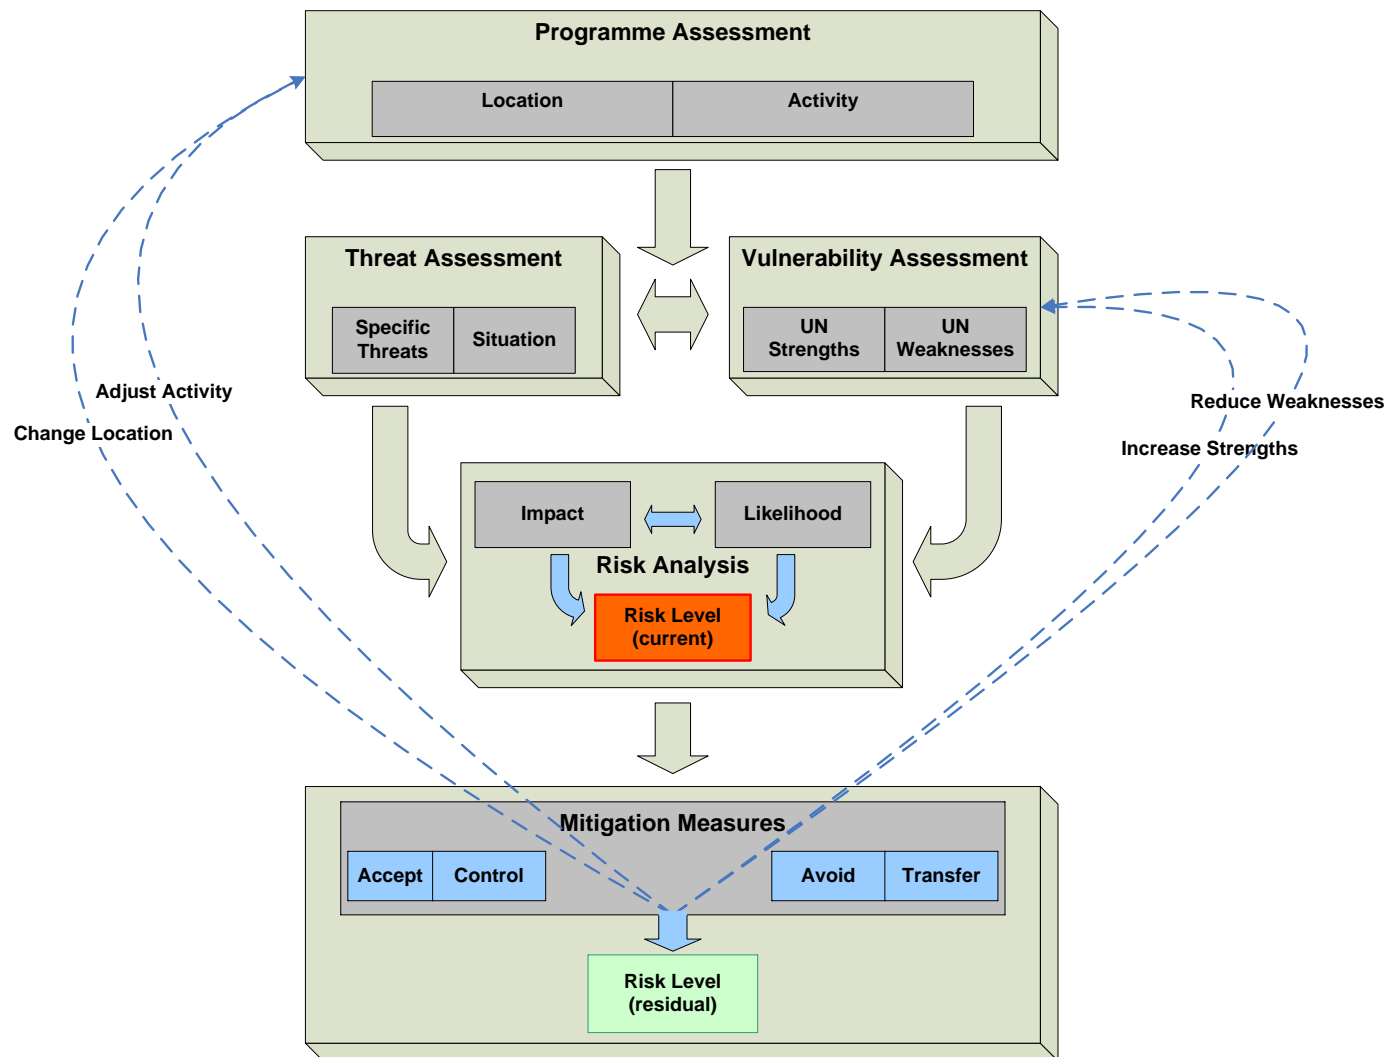 Programme Assessment
Location
Activity
Threat Assessment
Vulnerability Assessment
Specific
Threats
Situation
UN
Strengths
UN
Weaknesses
Adjust Activity
Change Location
Reduce Weaknesses
Increase Strengths
Impact
Likelihood
Risk Analysis
Risk Level
(current)
Mitigation Measures
Accept
Control
Avoid
Transfer
Risk Level
(residual)